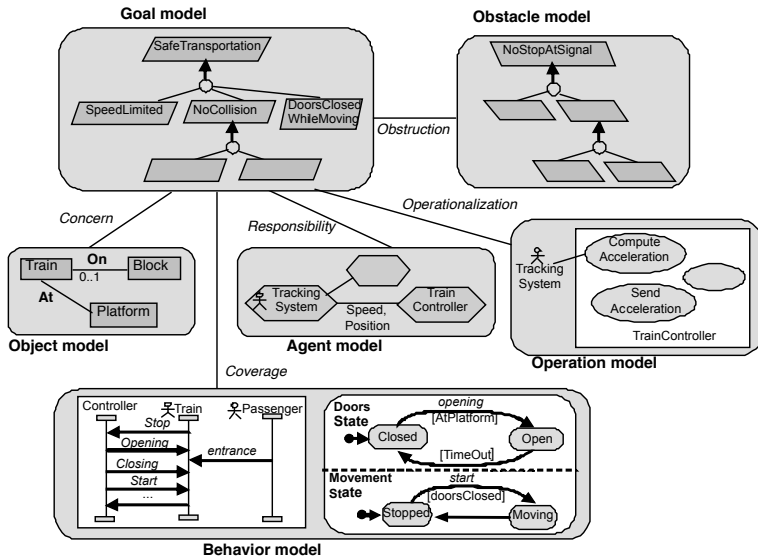 Goal model
Obstacle model
SafeTransportation
SpeedLimited
NoCollision
DoorsClosed
WhileMoving
NoStopAtSignal
Obstruction
Concern
Responsibility
Operationalization
Coverage
Train
On
Block
0..1
At
Platform
Object model
Tracking
System
Speed,
Position
Train
Controller
Agent model
Tracking
System
Compute
Acceleration
Send
Acceleration
TrainController
Operation model
Controller
Train
Passenger
Stop
Opening
entrance
Closing
Start
...
Doors
State
opening
[AtPlatform]
Closed
Open
[TimeOut]
Movement
State
start
[doorsClosed]
Stopped
Moving
Behavior model